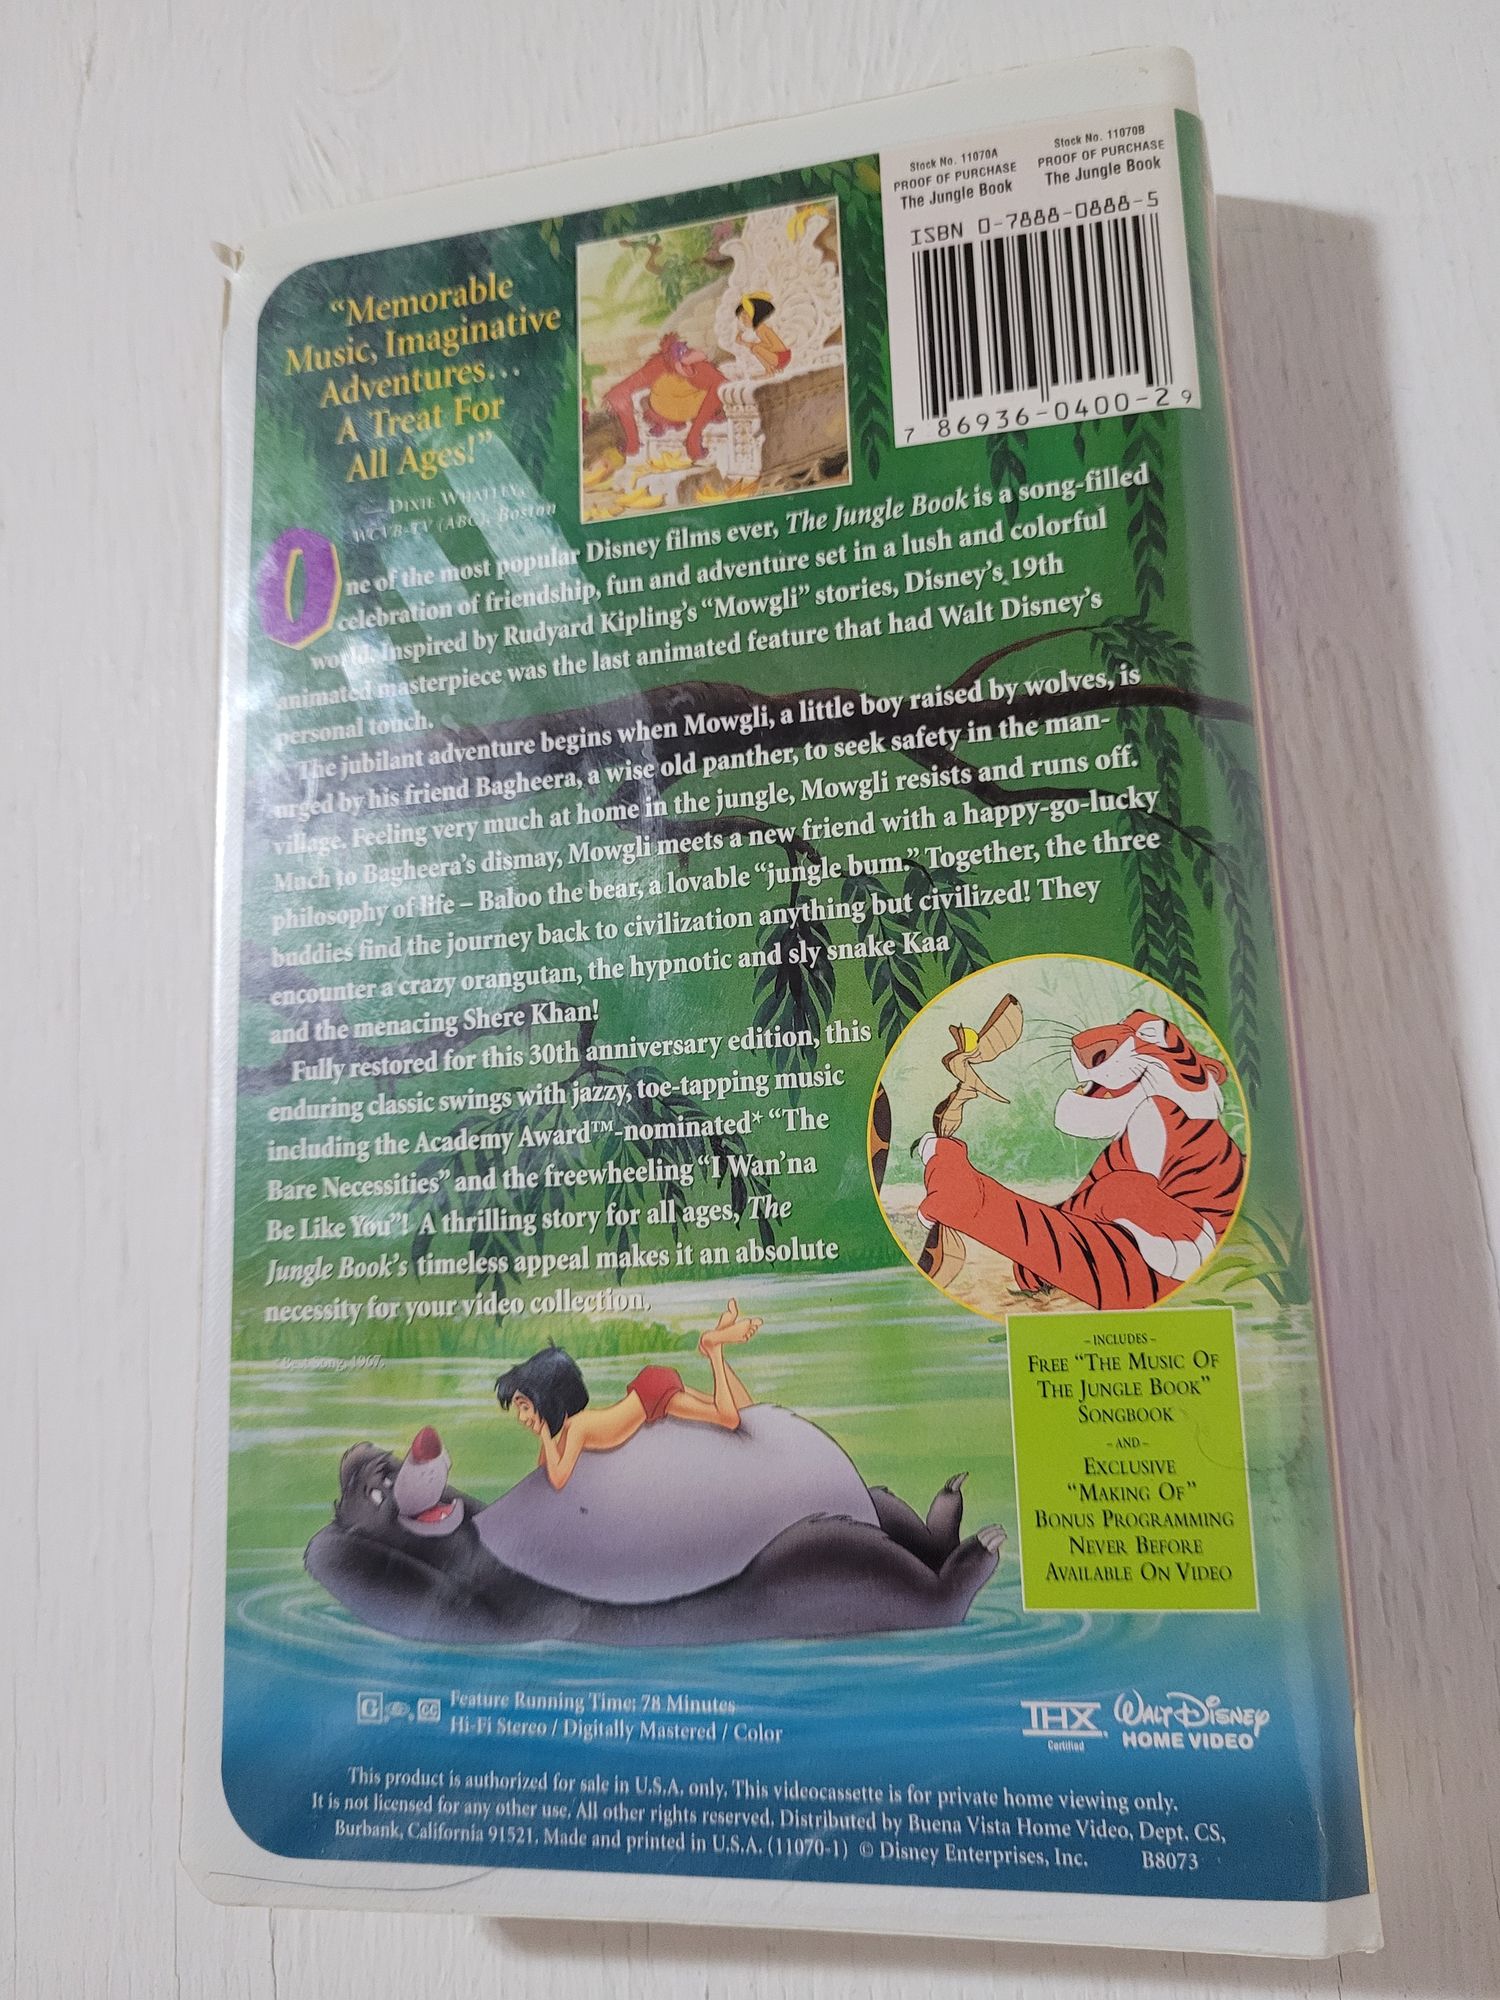 Stock No. 11070A
PROOF OF PURCHASE
The Jungle Book
Stock No. 11070B
PROOF OF PURCHASE
The Jungle Book
ISBN 0-7888-0888-5
7 86936-0400-2 9
"Memorable
Music, Imaginative
Adventures...
A Treat For
All Ages!"
— DIXIE WHATLEY,
WCVB-TV (ABC), Boston
One of the most popular Disney films ever, The Jungle Book is a song-filled
celebration of friendship, fun and adventure set in a lush and colorful
world. Inspired by Rudyard Kipling's "Mowgli" stories, Disney's 19th
animated masterpiece was the last animated feature that had Walt Disney's
personal touch.
The jubilant adventure begins when Mowgli, a little boy raised by wolves, is
urged by his friend Bagheera, a wise old panther, to seek safety in the man-
village. Feeling very much at home in the jungle, Mowgli resists and runs off.
Much to Bagheera's dismay, Mowgli meets a new friend with a happy-go-lucky
philosophy of life – Baloo the bear, a lovable "jungle bum." Together, the three
buddies find the journey back to civilization anything but civilized! They
encounter a crazy orangutan, the hypnotic and sly snake Kaa
and the menacing Shere Khan!
Fully restored for this 30th anniversary edition, this
enduring classic swings with jazzy, toe-tapping music
including the Academy Award™-nominated* "The
Bare Necessities" and the freewheeling "I Wan'na
Be Like You"! A thrilling story for all ages, The
Jungle Book's timeless appeal makes it an absolute
necessity for your video collection.
*Best Song, 1967.
- INCLUDES -
FREE "THE MUSIC OF
THE JUNGLE BOOK"
SONGBOOK
- AND -
EXCLUSIVE
"MAKING OF"
BONUS PROGRAMMING
NEVER BEFORE
AVAILABLE ON VIDEO
G CC Feature Running Time: 78 Minutes
Hi-Fi Stereo / Digitally Mastered / Color
THX
Certified
WALT DISNEY
HOME VIDEO
This product is authorized for sale in U.S.A. only. This videocassette is for private home viewing only.
It is not licensed for any other use. All other rights reserved. Distributed by Buena Vista Home Video, Dept. CS,
Burbank, California 91521. Made and printed in U.S.A. (11070-1) © Disney Enterprises, Inc. B8073